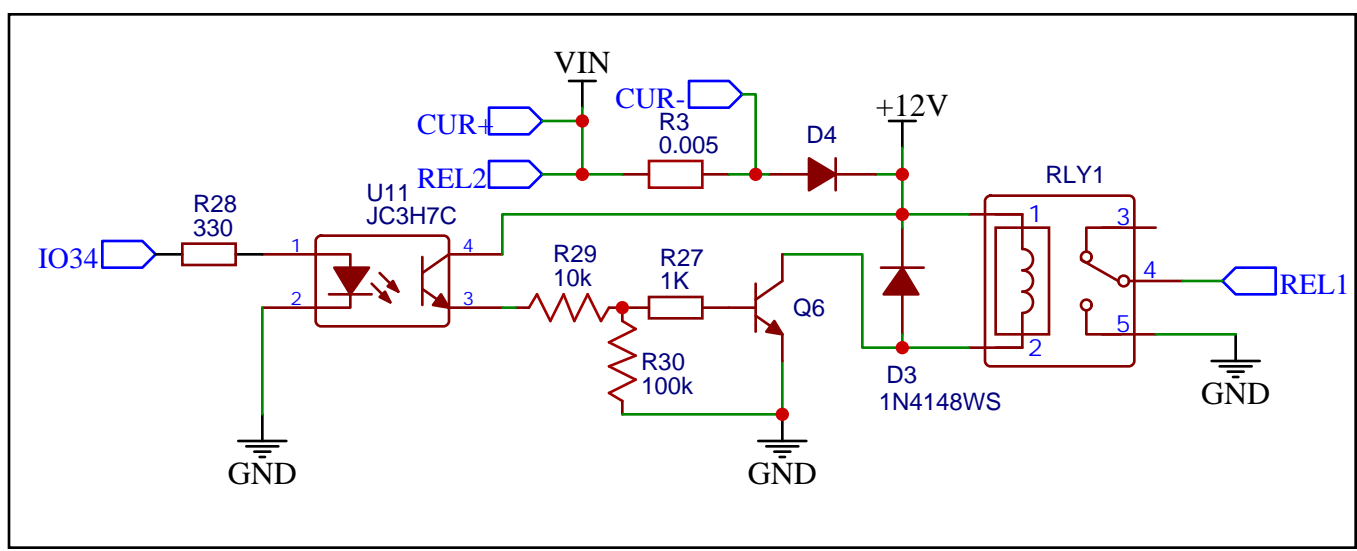 VIN
CUR-
+12V
CUR+
R3
0.005
D4
REL2
RLY1
U11
JC3H7C
R28
330
1
3
1
4
IO34
R29
10k
R27
1K
4
REL1
2
3
Q6
5
2
R30
100k
D3
1N4148WS
GND
GND
GND